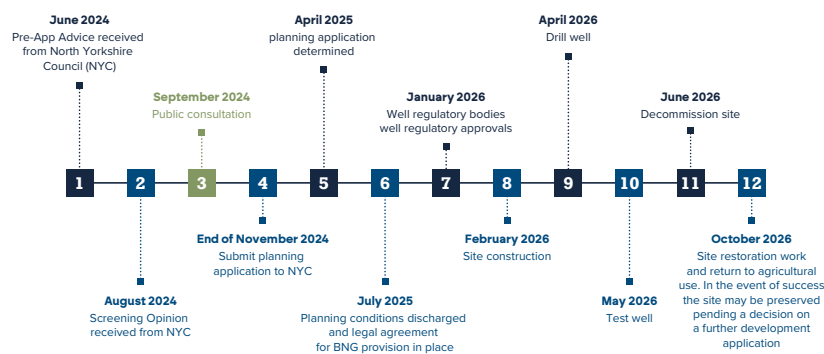 June 2024
Pre-App Advice received
from North Yorkshire
Council (NYC)
September 2024
Public consultation
April 2025
planning application
determined
January 2026
Well regulatory bodies
well regulatory approvals
April 2026
Drill well
June 2026
Decommission site
1
2
3
4
5
6
7
8
9
10
11
12
August 2024
Screening Opinion
received from NYC
End of November 2024
Submit planning
application to NYC
July 2025
Planning conditions discharged
and legal agreement
for BNG provision in place
February 2026
Site construction
May 2026
Test well
October 2026
Site restoration work
and return to agricultural
use. In the event of success
the site may be preserved
pending a decision on
a further development
application